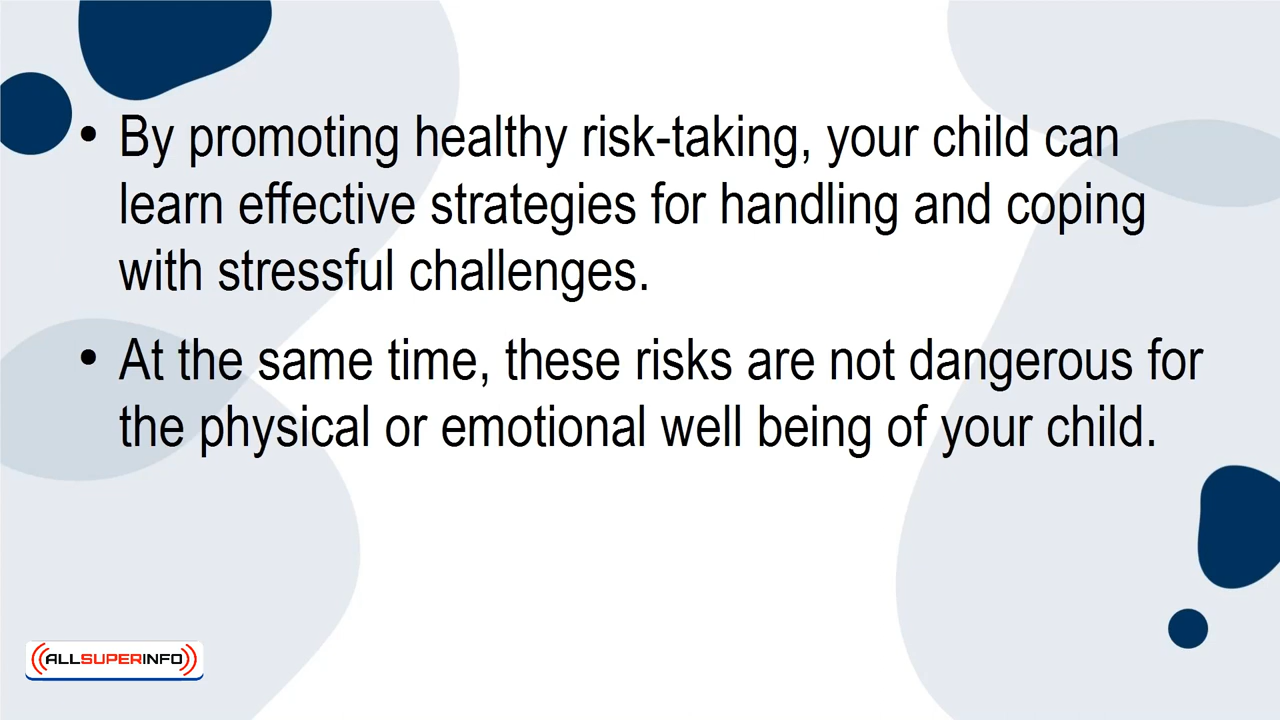 • By promoting healthy risk-taking, your child can
learn effective strategies for handling and coping
with stressful challenges.
• At the same time, these risks are not dangerous for
the physical or emotional well being of your child.
ALLSUPERINFO